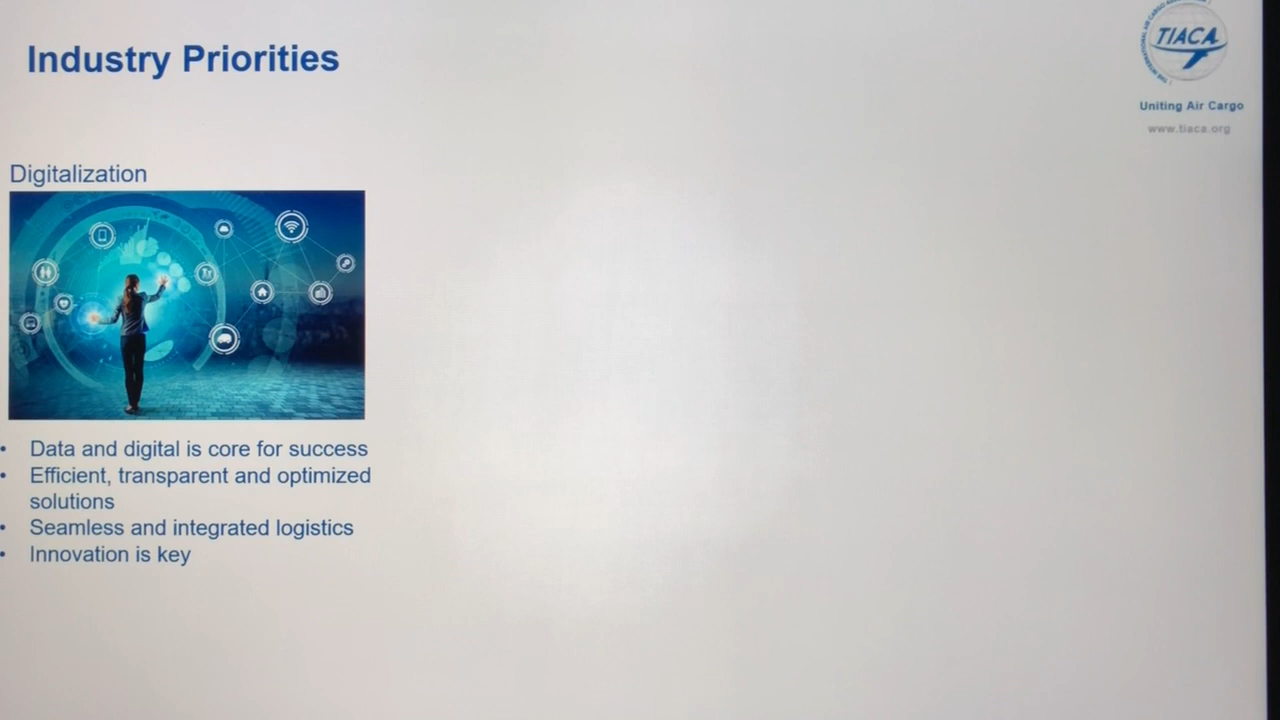 Industry Priorities
TIACA
Uniting Air Cargo
www.tiaca.org
Digitalization
• Data and digital is core for success
• Efficient, transparent and optimized
solutions
• Seamless and integrated logistics
• Innovation is key